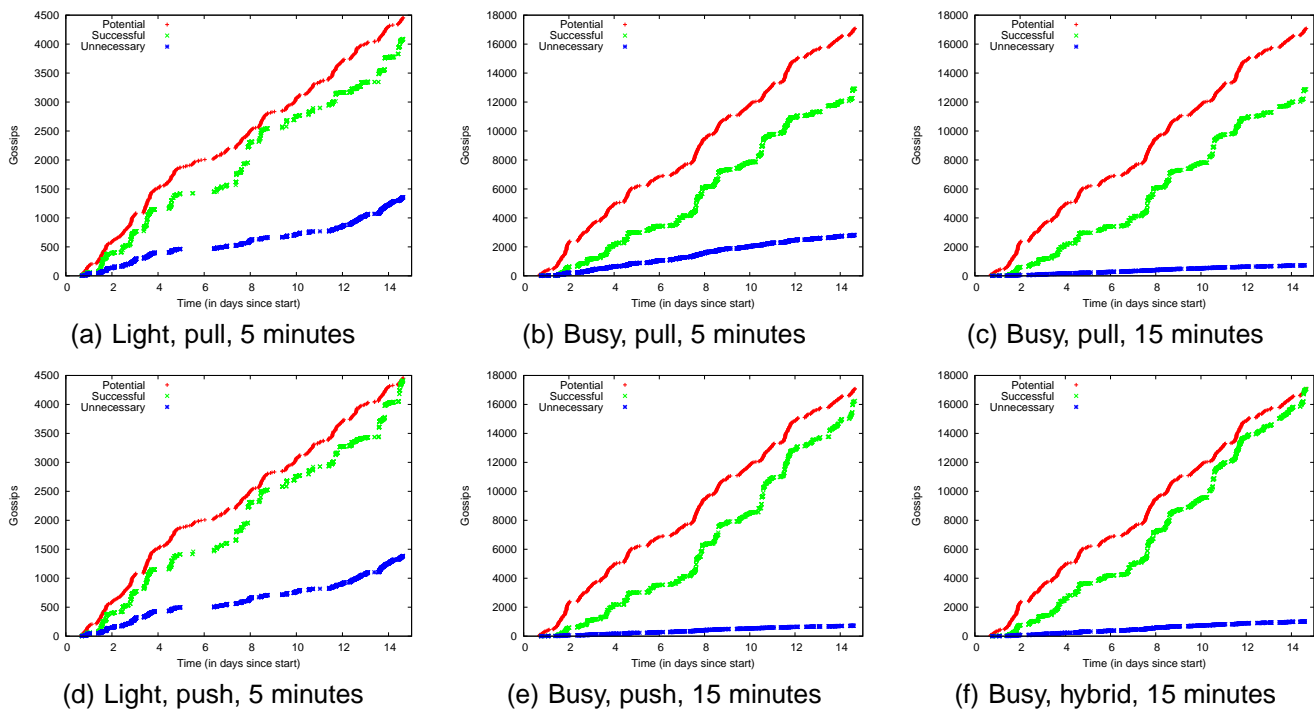 Potential
Successful
Unnecessary
4500
4000
3500
3000
2500
2000
1500
1000
500
0
Gossips
0 2 4 6 8 10 12 14
Time (in days since start)
(a) Light, pull, 5 minutes
Potential
Successful
Unnecessary
18000
16000
14000
12000
10000
8000
6000
4000
2000
0
Gossips
0 2 4 6 8 10 12 14
Time (in days since start)
(b) Busy, pull, 5 minutes
Potential
Successful
Unnecessary
18000
16000
14000
12000
10000
8000
6000
4000
2000
0
Gossips
0 2 4 6 8 10 12 14
Time (in days since start)
(c) Busy, pull, 15 minutes
Potential
Successful
Unnecessary
4500
4000
3500
3000
2500
2000
1500
1000
500
0
Gossips
0 2 4 6 8 10 12 14
Time (in days since start)
(d) Light, push, 5 minutes
Potential
Successful
Unnecessary
18000
16000
14000
12000
10000
8000
6000
4000
2000
0
Gossips
0 2 4 6 8 10 12 14
Time (in days since start)
(e) Busy, push, 15 minutes
Potential
Successful
Unnecessary
18000
16000
14000
12000
10000
8000
6000
4000
2000
0
Gossips
0 2 4 6 8 10 12 14
Time (in days since start)
(f) Busy, hybrid, 15 minutes